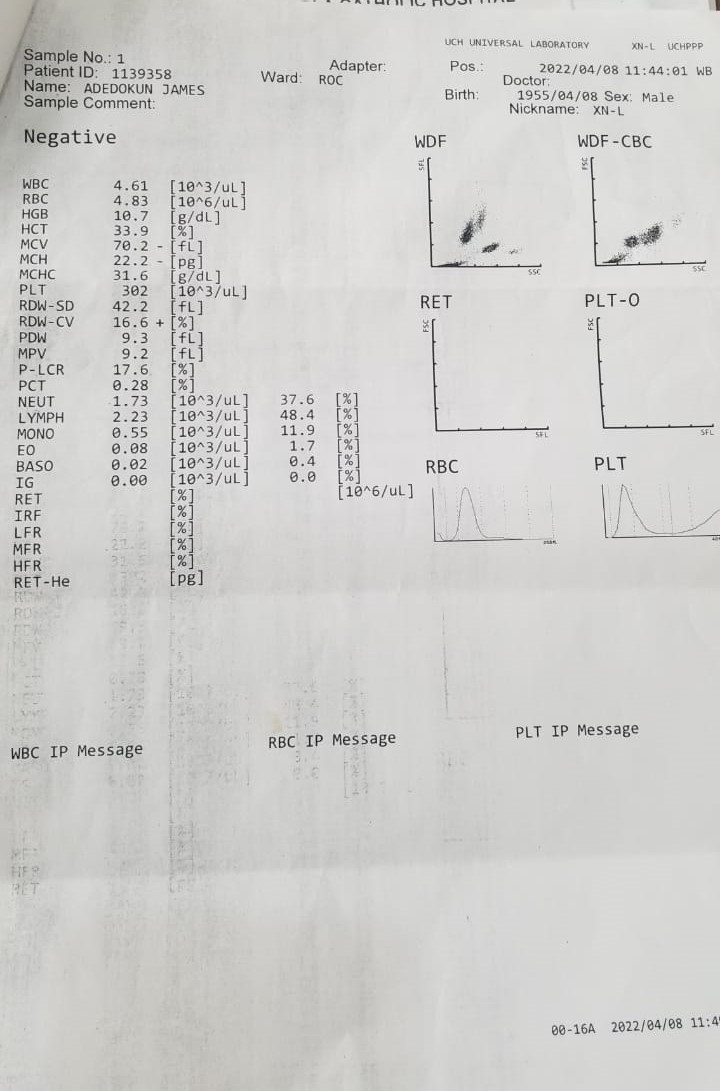 UCH UNIVERSAL LABORATORY XN-L UCHPPP
Sample No.: 1
Patient ID: 1139358 Ward: ROC Adapter: Pos.: 2022/04/08 11:44:01 WB
Doctor:
Name: ADEDOKUN JAMES Birth: 1955/04/08 Sex: Male
Sample Comment: Nickname: XN-L
Negative
WDF WDF-CBC
SFL SSC
FSC SSC
WBC 4.61 [10^3/uL]
RBC 4.83 [10^6/uL]
HGB 10.7 [g/dL]
HCT 33.9 [%]
MCV 70.2 - [fL]
MCH 22.2 - [pg]
MCHC 31.6 [g/dL]
PLT 302 [10^3/uL]
RDW-SD 42.2 [fL]
RDW-CV 16.6 + [%]
PDW 9.3 [fL]
MPV 9.2 [fL]
P-LCR 17.6 [%]
PCT 0.28 [%]
NEUT 1.73 [10^3/uL] 37.6 [%]
LYMPH 2.23 [10^3/uL] 48.4 [%]
MONO 0.55 [10^3/uL] 11.9 [%]
EO 0.08 [10^3/uL] 1.7 [%]
BASO 0.02 [10^3/uL] 0.4 [%]
IG 0.00 [10^3/uL] 0.0 [%]
RET [%] [10^6/uL]
IRF [%]
LFR [%]
MFR [%]
HFR [%]
RET-He [pg]
RET PLT-O
FSC SFL
FSC SFL
RBC PLT
WBC IP Message RBC IP Message PLT IP Message
00-16A 2022/04/08